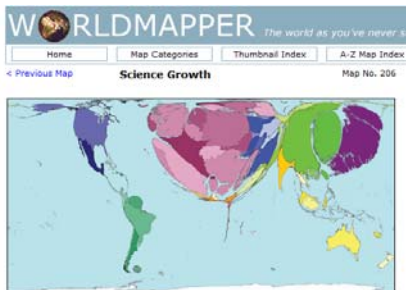 WORLDMAPPER The world as you've never s
Home Map Categories Thumbnail Index A-Z Map Index
< Previous Map Science Growth Map No. 206